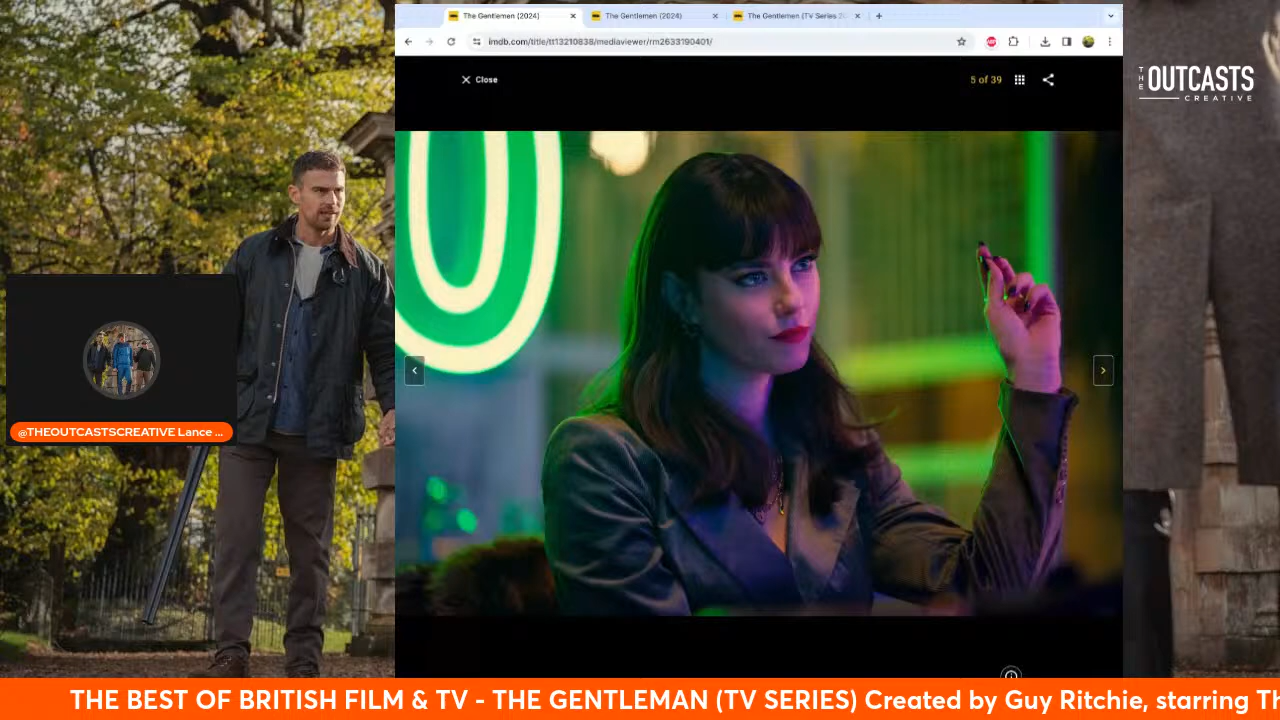 The Gentlemen (2024)
The Gentlemen (2024)
The Gentlemen (TV Series 2
imdb.com/title/tt13210838/mediaviewer/rm2633190401/
Close
5 of 39
THE
OUTCASTS
CREATIVE
@THEOUTCASTSCREATIVE Lance ...
THE BEST OF BRITISH FILM & TV - THE GENTLEMAN (TV SERIES) Created by Guy Ritchie, starring Th